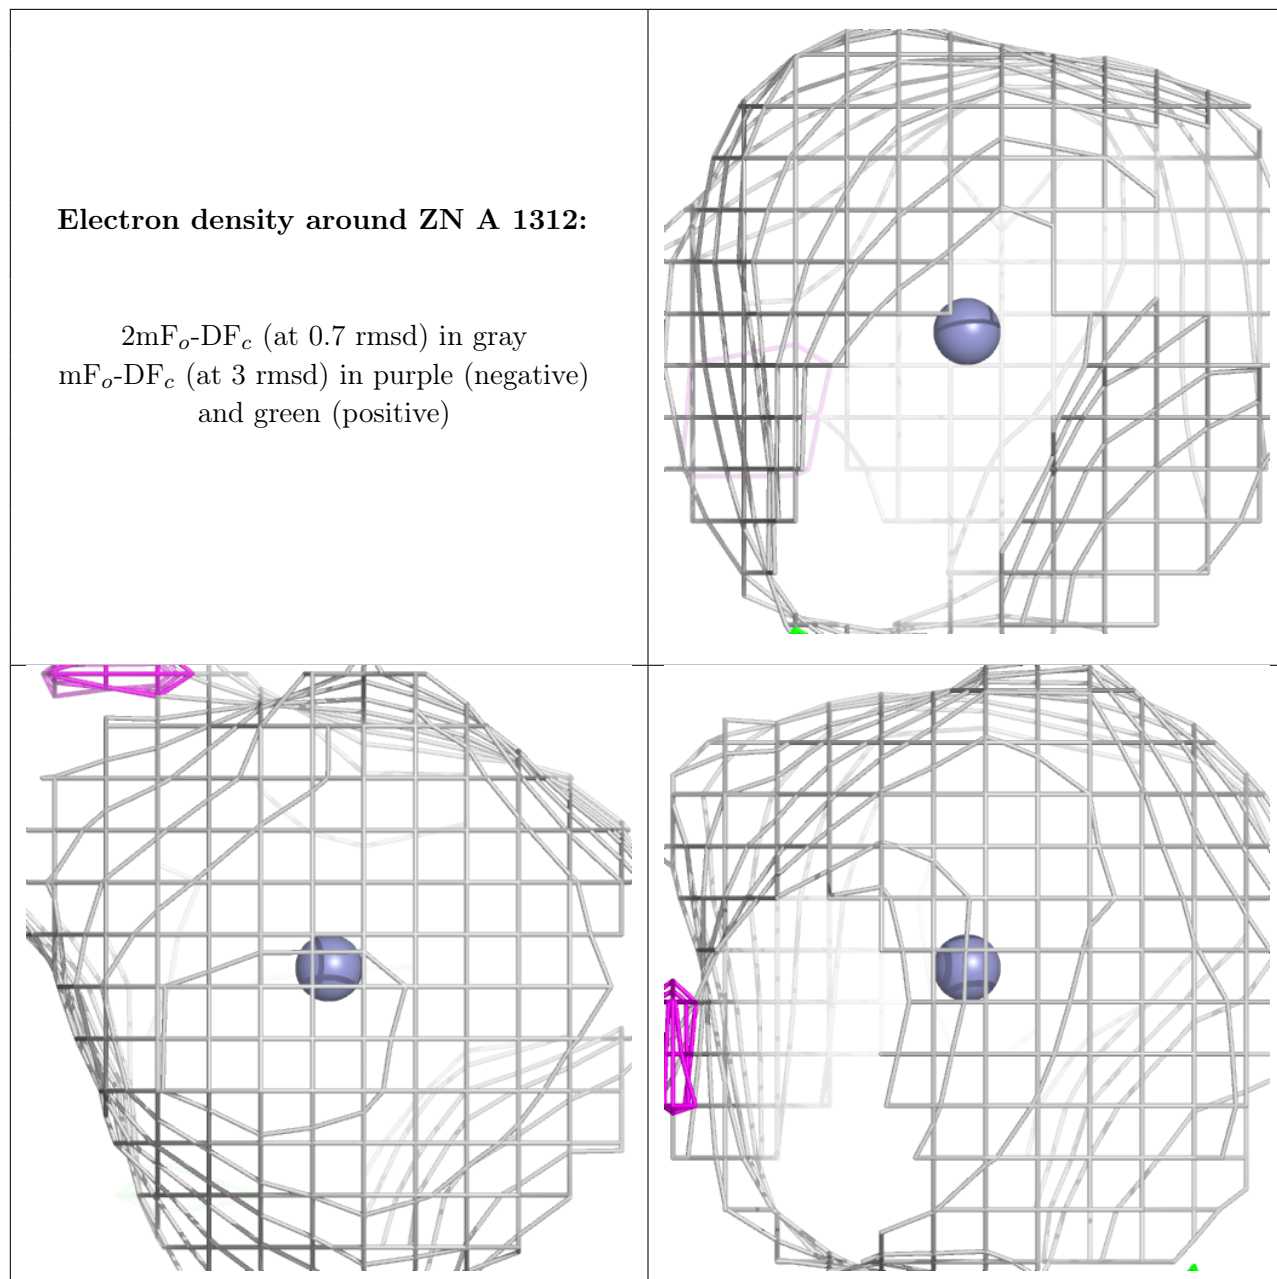 Electron density around ZN A 1312:
2mFo-DFc (at 0.7 rmsd) in gray
mFo-DFc (at 3 rmsd) in purple (negative)
and green (positive)